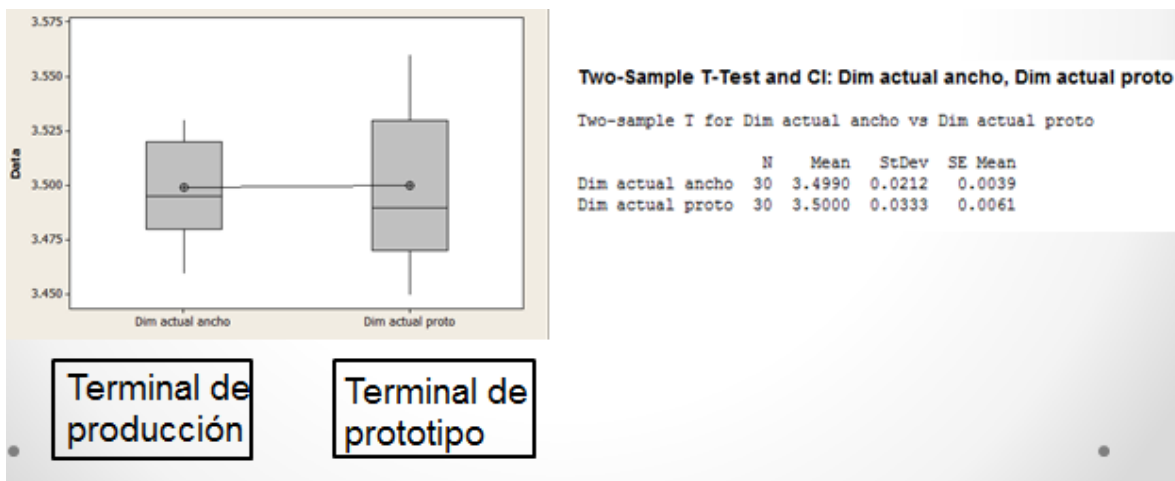 3.575
3.550
3.525
3.500
3.475
3.450
Data
Dim actual ancho Dim actual proto
Terminal de
producción
Terminal de
prototipo
Two-Sample T-Test and CI: Dim actual ancho, Dim actual proto
Two-sample T for Dim actual ancho vs Dim actual proto
N Mean StDev SE Mean
Dim actual ancho 30 3.4990 0.0212 0.0039
Dim actual proto 30 3.5000 0.0333 0.0061